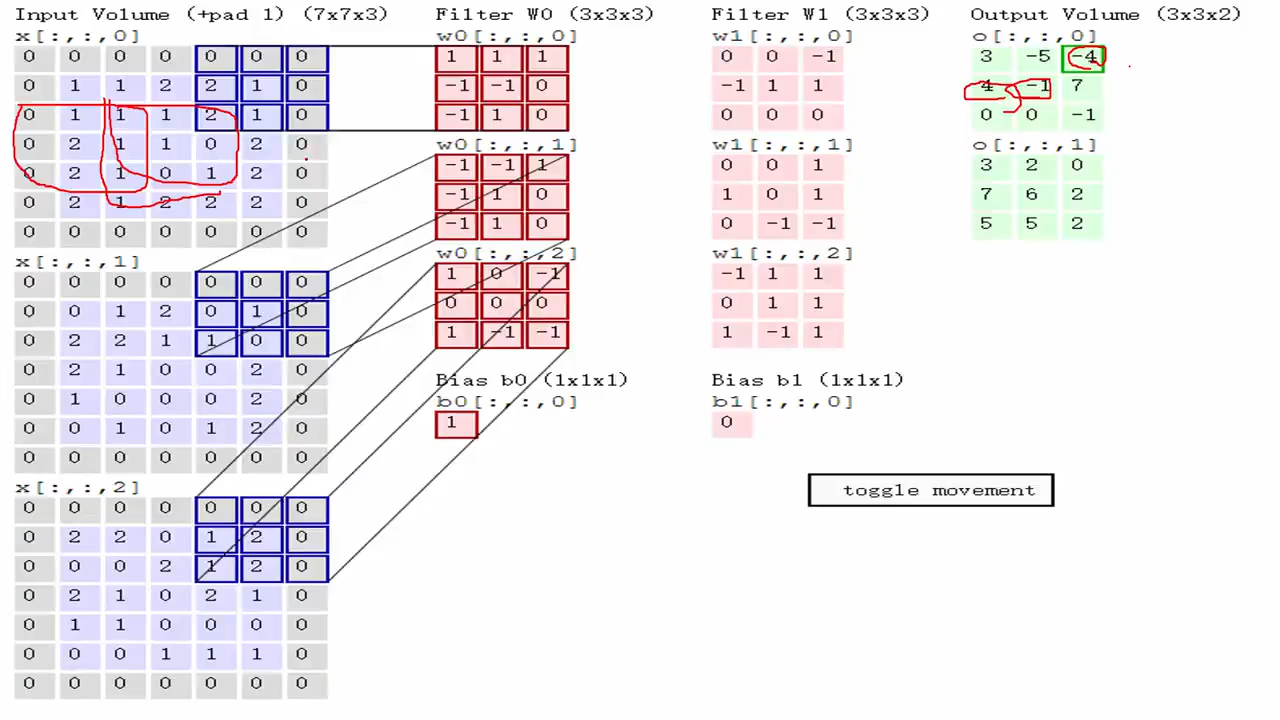 Input Volume (+pad 1) (7x7x3)
x[:,:,0]
0 0 0 0 0 0 0
0 1 1 2 2 1 0
0 1 1 1 2 1 0
0 2 1 1 0 2 0
0 2 1 0 1 2 0
0 2 1 2 2 2 0
0 0 0 0 0 0 0
x[:,:,1]
0 0 0 0 0 0 0
0 0 1 2 0 1 0
0 2 2 1 1 0 0
0 2 1 0 0 2 0
0 1 0 0 0 2 0
0 0 1 0 1 2 0
0 0 0 0 0 0 0
x[:,:,2]
0 0 0 0 0 0 0
0 2 2 0 1 2 0
0 0 0 2 1 2 0
0 2 1 0 2 1 0
0 1 1 0 0 0 0
0 0 0 1 1 1 0
0 0 0 0 0 0 0
Filter W0 (3x3x3)
w0[:,:,0]
1 1 1
-1 -1 0
-1 1 0
w0[:,:,1]
-1 -1 1
-1 1 0
-1 1 0
w0[:,:,2]
1 0 -1
0 0 0
1 -1 -1
Bias b0 (1x1x1)
b0[:,:,0]
1
Filter W1 (3x3x3)
w1[:,:,0]
0 0 -1
-1 1 1
0 0 0
w1[:,:,1]
0 0 1
1 0 1
0 -1 -1
w1[:,:,2]
-1 1 1
0 1 1
1 -1 1
Bias b1 (1x1x1)
b1[:,:,0]
0
Output Volume (3x3x2)
o[:,:,0]
3 -5 -4
4 -1 7
0 0 -1
o[:,:,1]
3 2 0
7 6 2
5 5 2
toggle movement